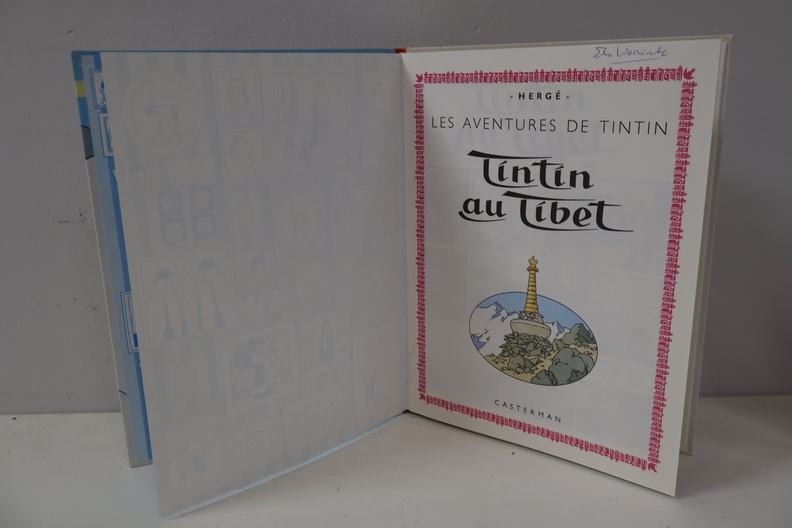 - HERGÉ -
LES AVENTURES DE TINTIN
Tintin
au Tibet
CASTERMAN